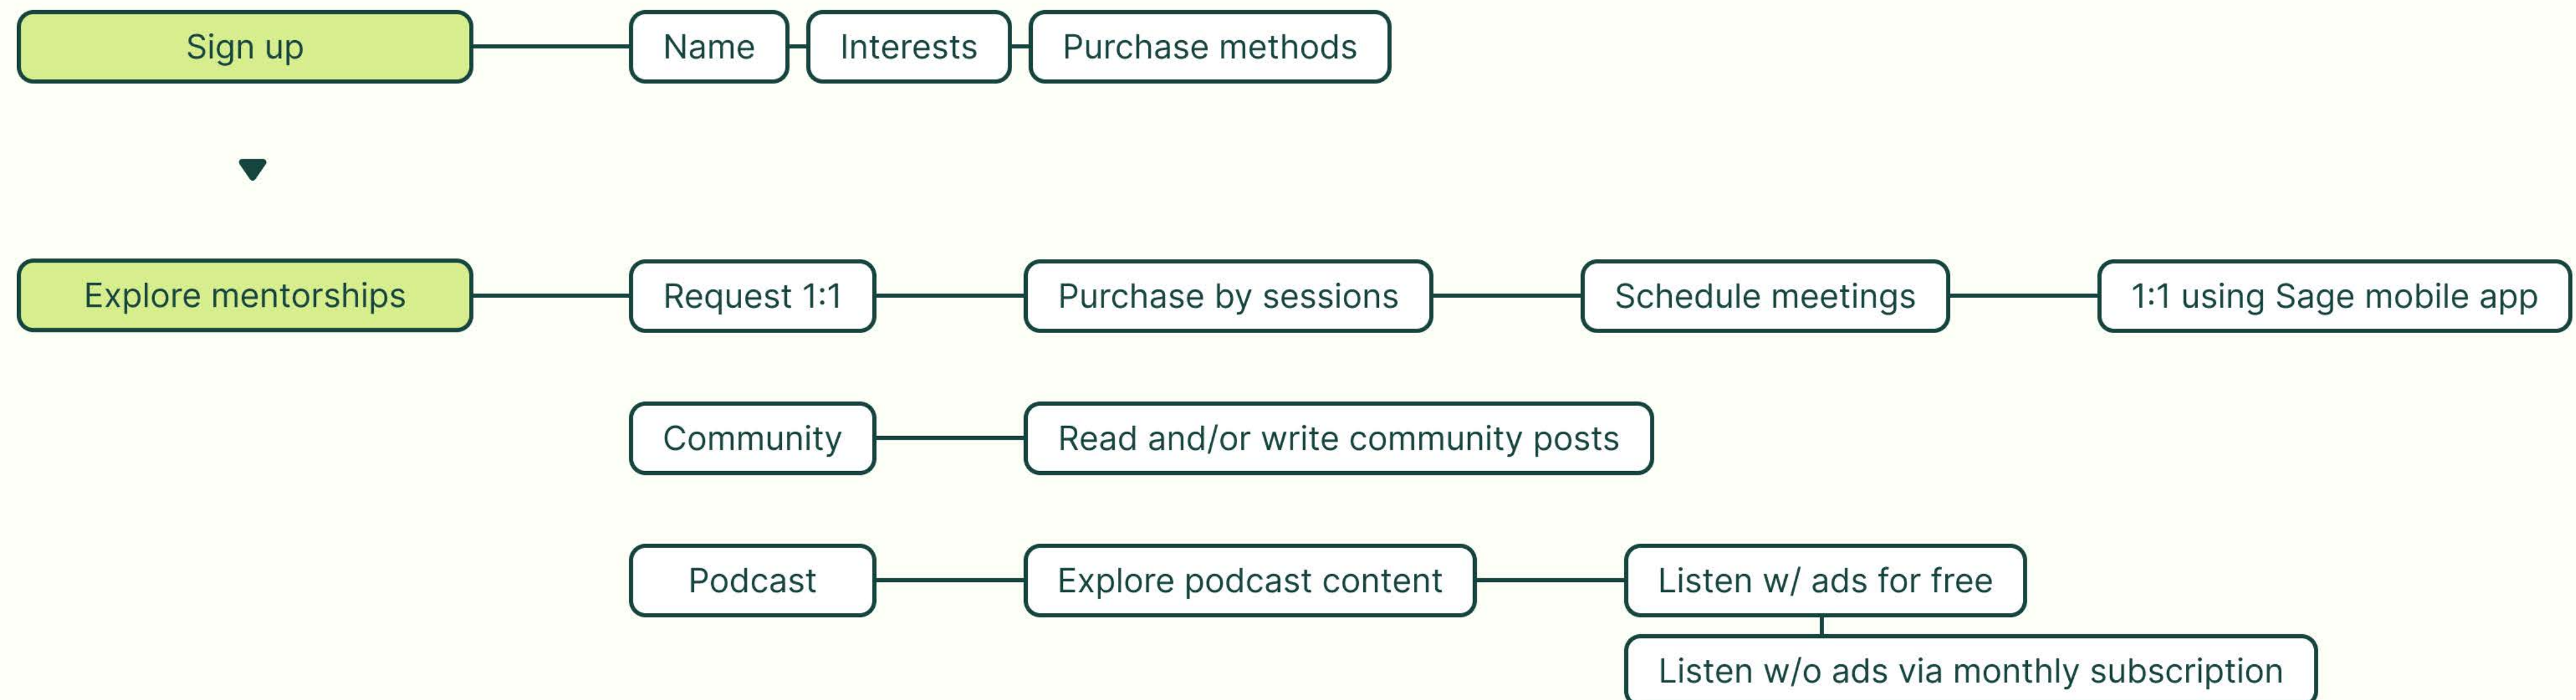 Sign up
Name
Interests
Purchase methods
Explore mentorships
Request 1:1
Purchase by sessions
Schedule meetings
1:1 using Sage mobile app
Community
Read and/or write community posts
Podcast
Explore podcast content
Listen w/ ads for free
Listen w/o ads via monthly subscription